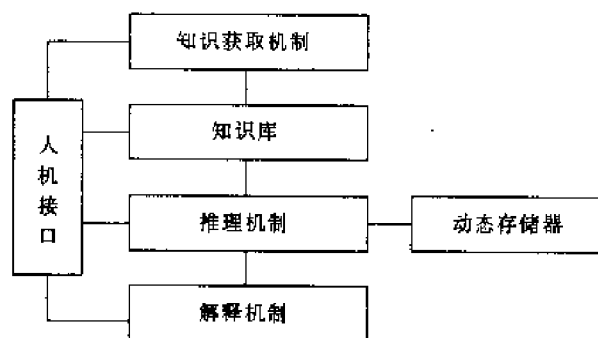 知识获取机制
知识库
人机接口
推理机制
动态存储器
解释机制